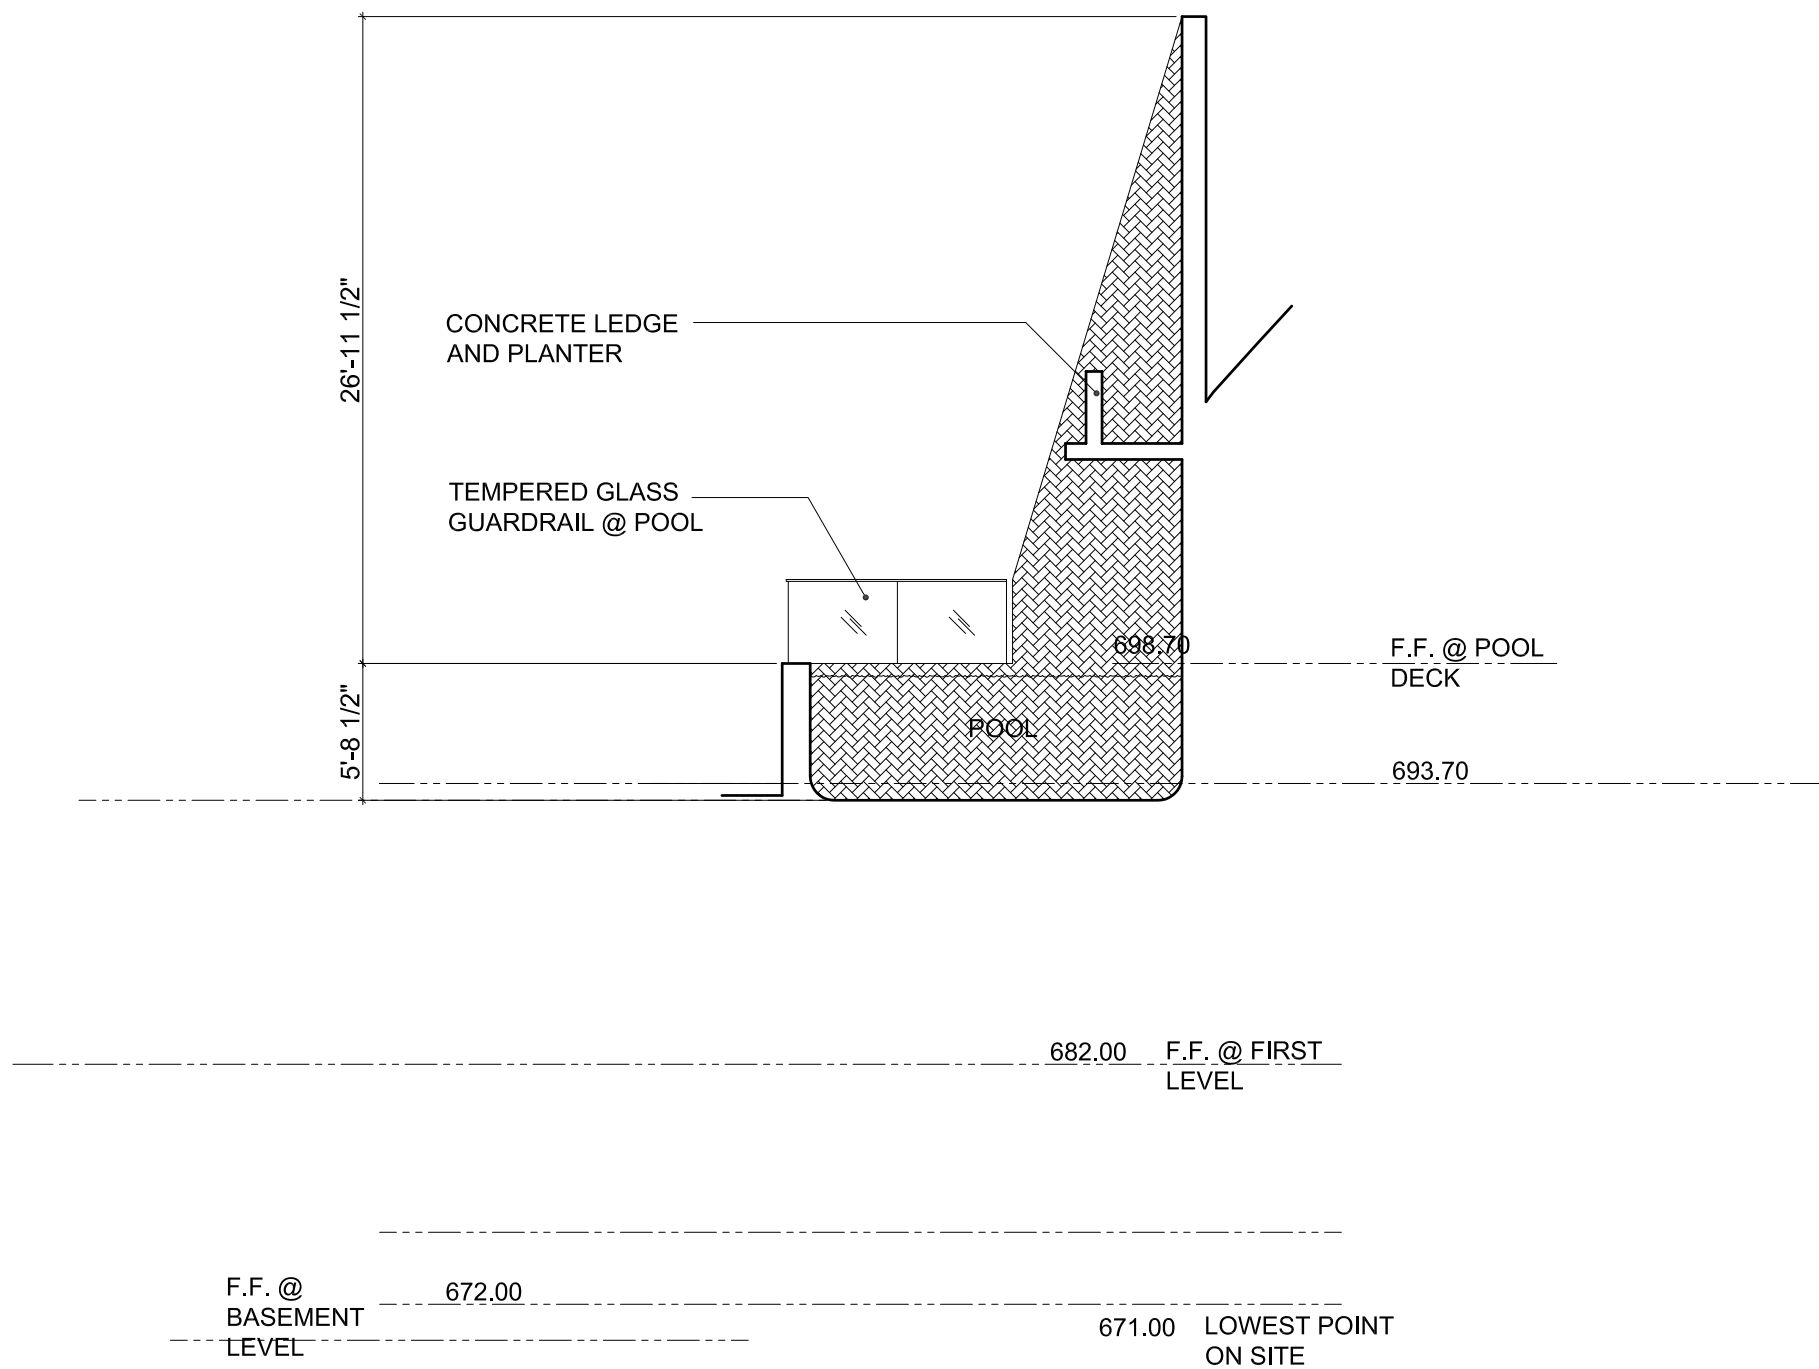 26'-11 1/2"
CONCRETE LEDGE
AND PLANTER
TEMPERED GLASS
GUARDRAIL @ POOL
698.70
F.F. @ POOL
DECK
5'-8 1/2"
POOL
693.70
682.00
F.F. @ FIRST
LEVEL
F.F. @
BASEMENT
LEVEL
672.00
671.00
LOWEST POINT
ON SITE